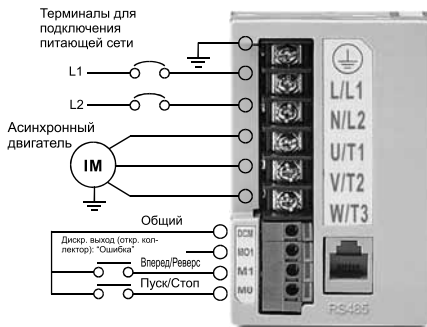 Терминалы для
подключения
питающей сети
L1
L2
Асинхронный
двигатель
IM
Общий
Дискр. выход (откр. кол-
лектор): "Ошибка"
Вперед/Реверс
Пуск/Стоп
L/L1
N/L2
U/T1
V/T2
W/T3
DCM
MO1
M1
M0
RS485